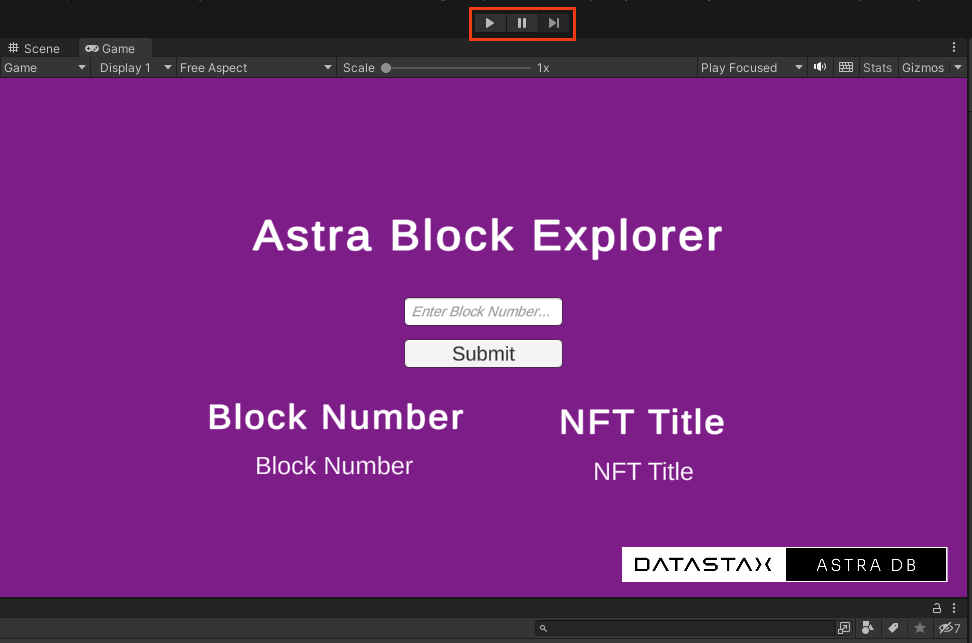 Scene Game
Game Display 1 Free Aspect Scale 1x Play Focused Stats Gizmos
Astra Block Explorer
Enter Block Number...
Submit
Block Number NFT Title
Block Number NFT Title
DATASTAX ASTRA DB
7